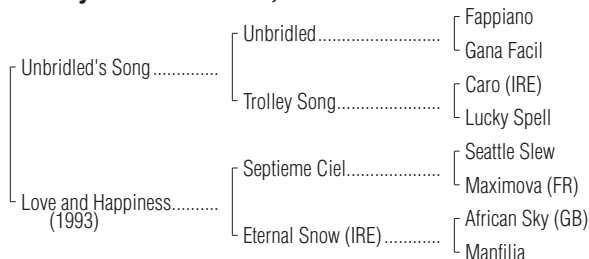 Fappiano
Unbridled
Gana Facil
Unbridled's Song
Caro (IRE)
Trolley Song
Lucky Spell
Seattle Slew
Septieme Ciel
Maximova (FR)
Love and Happiness
(1993)
African Sky (GB)
Eternal Snow (IRE)
Manfilia